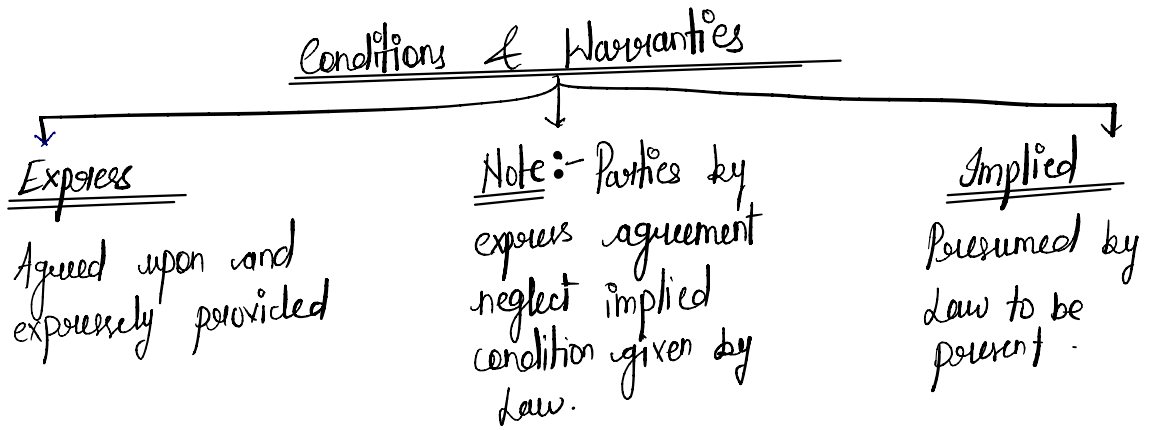 Conditions & Warranties
Express
Agreed upon and
expressely provided
Note:- Parties by
express agreement
neglect implied
condition given by
Law.
Implied
Presumed by
Law to be
present.